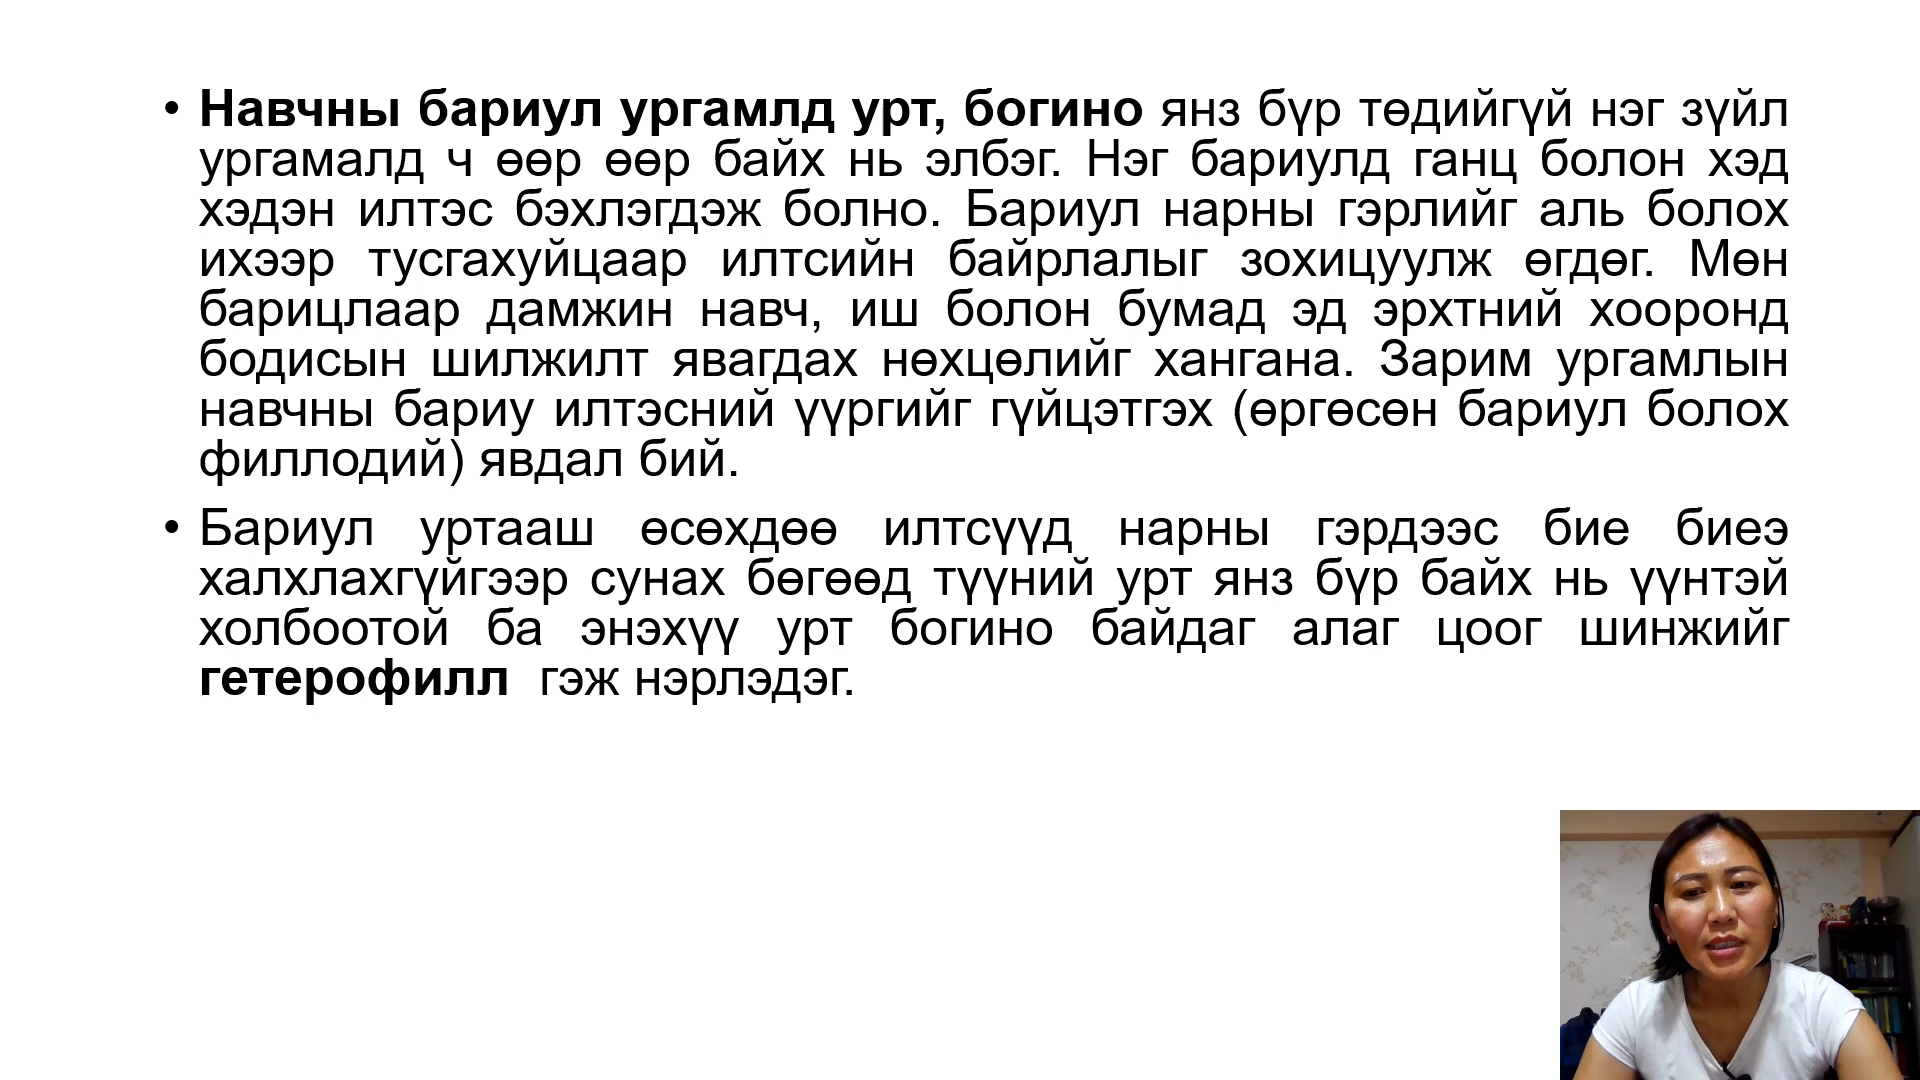 • Навчны бариул ургамлд урт, богино янз бүр төдийгүй нэг зүйл
ургамалд ч өөр өөр байх нь элбэг. Нэг бариулд ганц болон хэд
хэдэн илтэс бэхлэгдэж болно. Бариул нарны гэрлийг аль болох
ихээр тусгахуйцаар илтсийн байрлалыг зохицуулж өгдөг. Мөн
барицлаар дамжин навч, иш болон бумад эд эрхтний хооронд
бодисын шилжилт явагдах нөхцөлийг хангана. Зарим ургамлын
навчны бариу илтэсний үүргийг гүйцэтгэх (өргөсөн бариул болох
филлодий) явдал бий.
• Бариул уртааш өсөхдөө илтсүүд нарны гэрдээс бие биеэ
халхлахгүйгээр сунах бөгөөд түүний урт янз бүр байх нь үүнтэй
холбоотой ба энэхүү урт богино байдаг алаг цоог шинжийг
гетерофилл гэж нэрлэдэг.